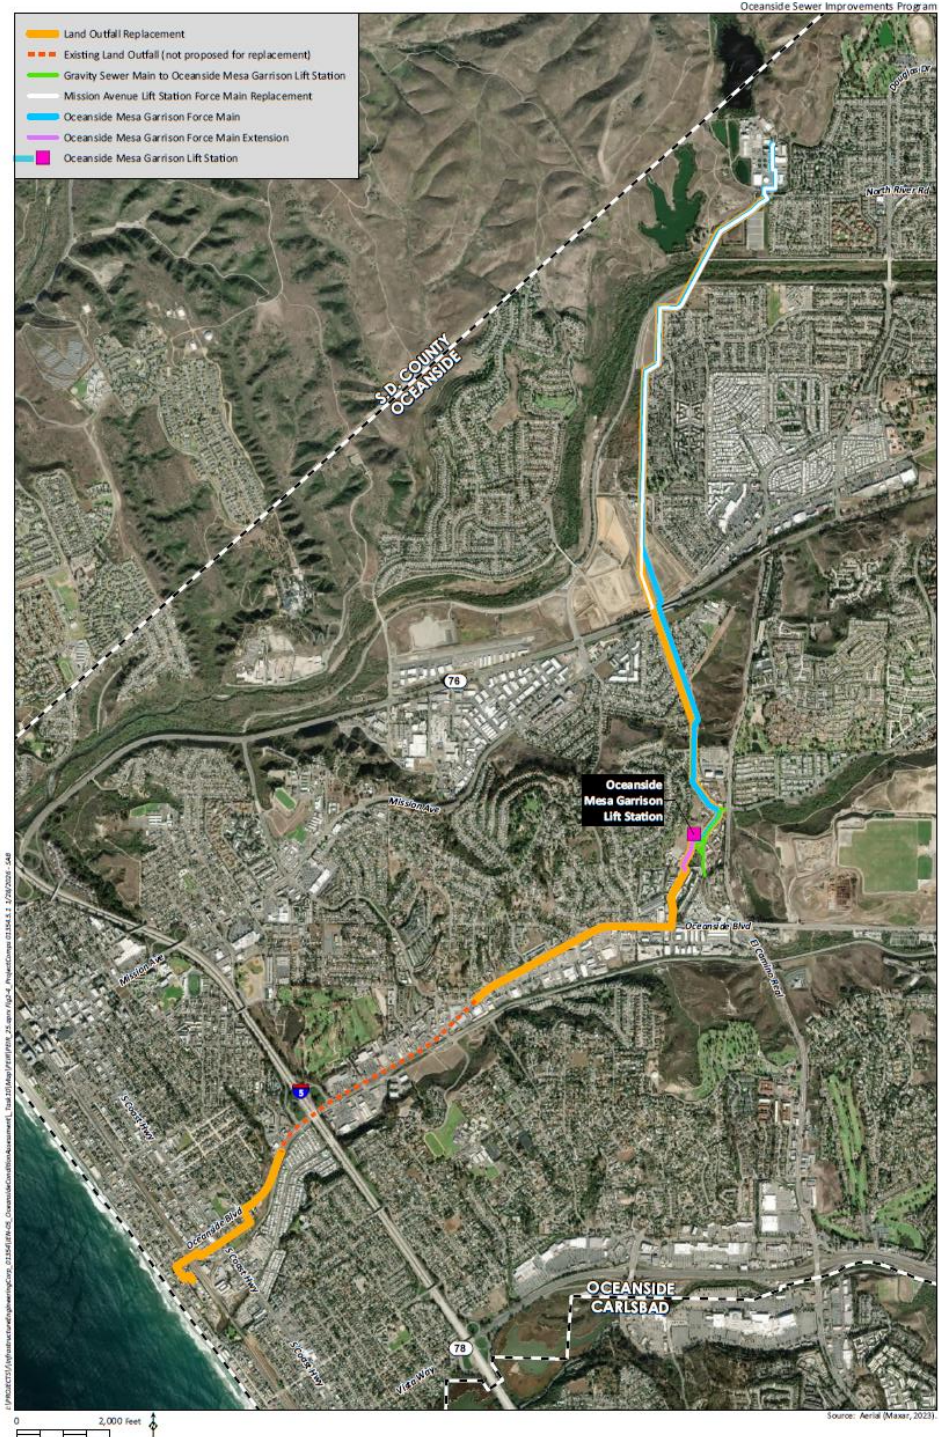 Oceanside Sewer Improvements Program
Land Outfall Replacement
Existing Land Outfall (not proposed for replacement)
Gravity Sewer Main to Oceanside Mesa Garrison Lift Station
Mission Avenue Lift Station Force Main Replacement
Oceanside Mesa Garrison Force Main
Oceanside Mesa Garrison Force Main Extension
Oceanside Mesa Garrison Lift Station
Douglas Dr
North River Rd
S.D. COUNTY
OCEANSIDE
76
Mission Ave
Oceanside
Mesa Garrison
Lift Station
Oceanside Blvd
El Camino Real
Mission Ave
5
S Coast Hwy
Oceanside Blvd
S Coast Hwy
OCEANSIDE
CARLSBAD
S Coast Hwy
78
Vista Way
0
2,000 Feet
Source: Aerial (Maxar, 2023).